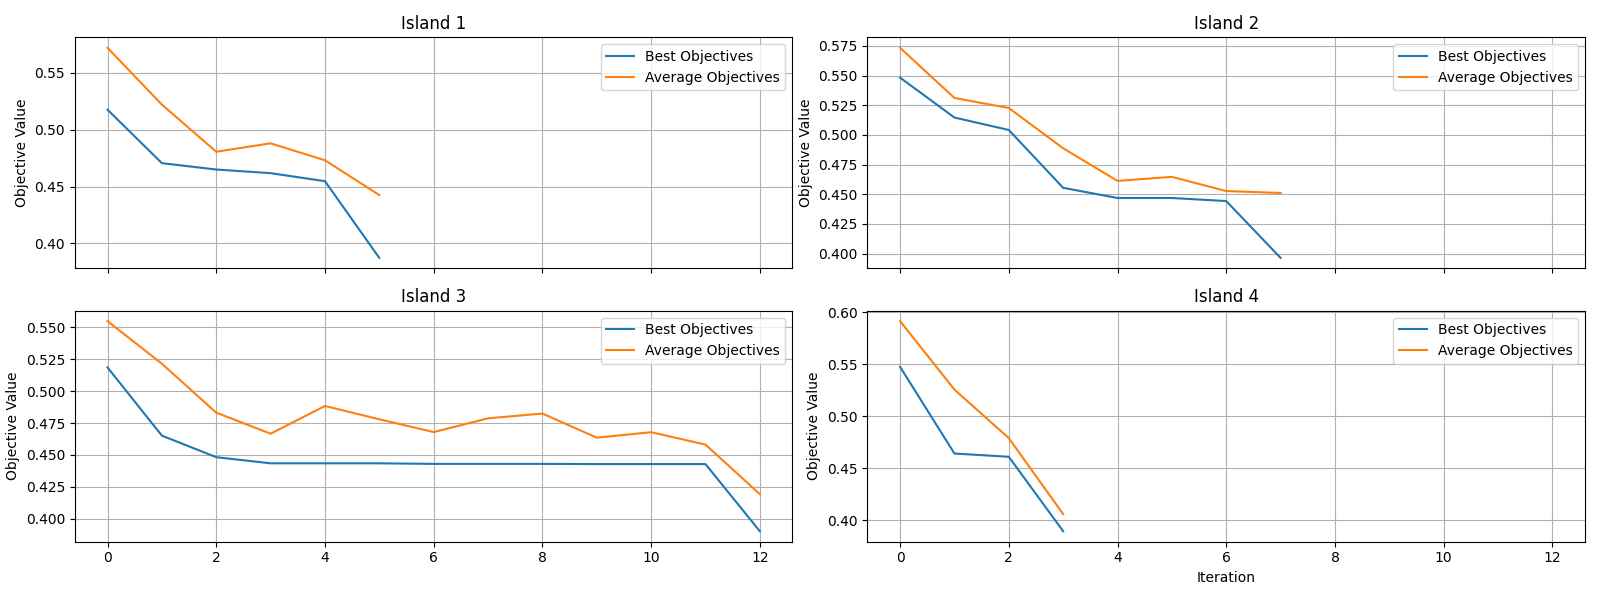 Island 1
Objective Value
0.55
0.50
0.45
0.40
Best Objectives
Average Objectives
Island 2
Objective Value
0.575
0.550
0.525
0.500
0.475
0.450
0.425
0.400
Best Objectives
Average Objectives
Island 3
Objective Value
0.550
0.525
0.500
0.475
0.450
0.425
0.400
Best Objectives
Average Objectives
0 2 4 6 8 10 12
Island 4
Objective Value
0.60
0.55
0.50
0.45
0.40
Best Objectives
Average Objectives
0 2 4 6 8 10 12
Iteration